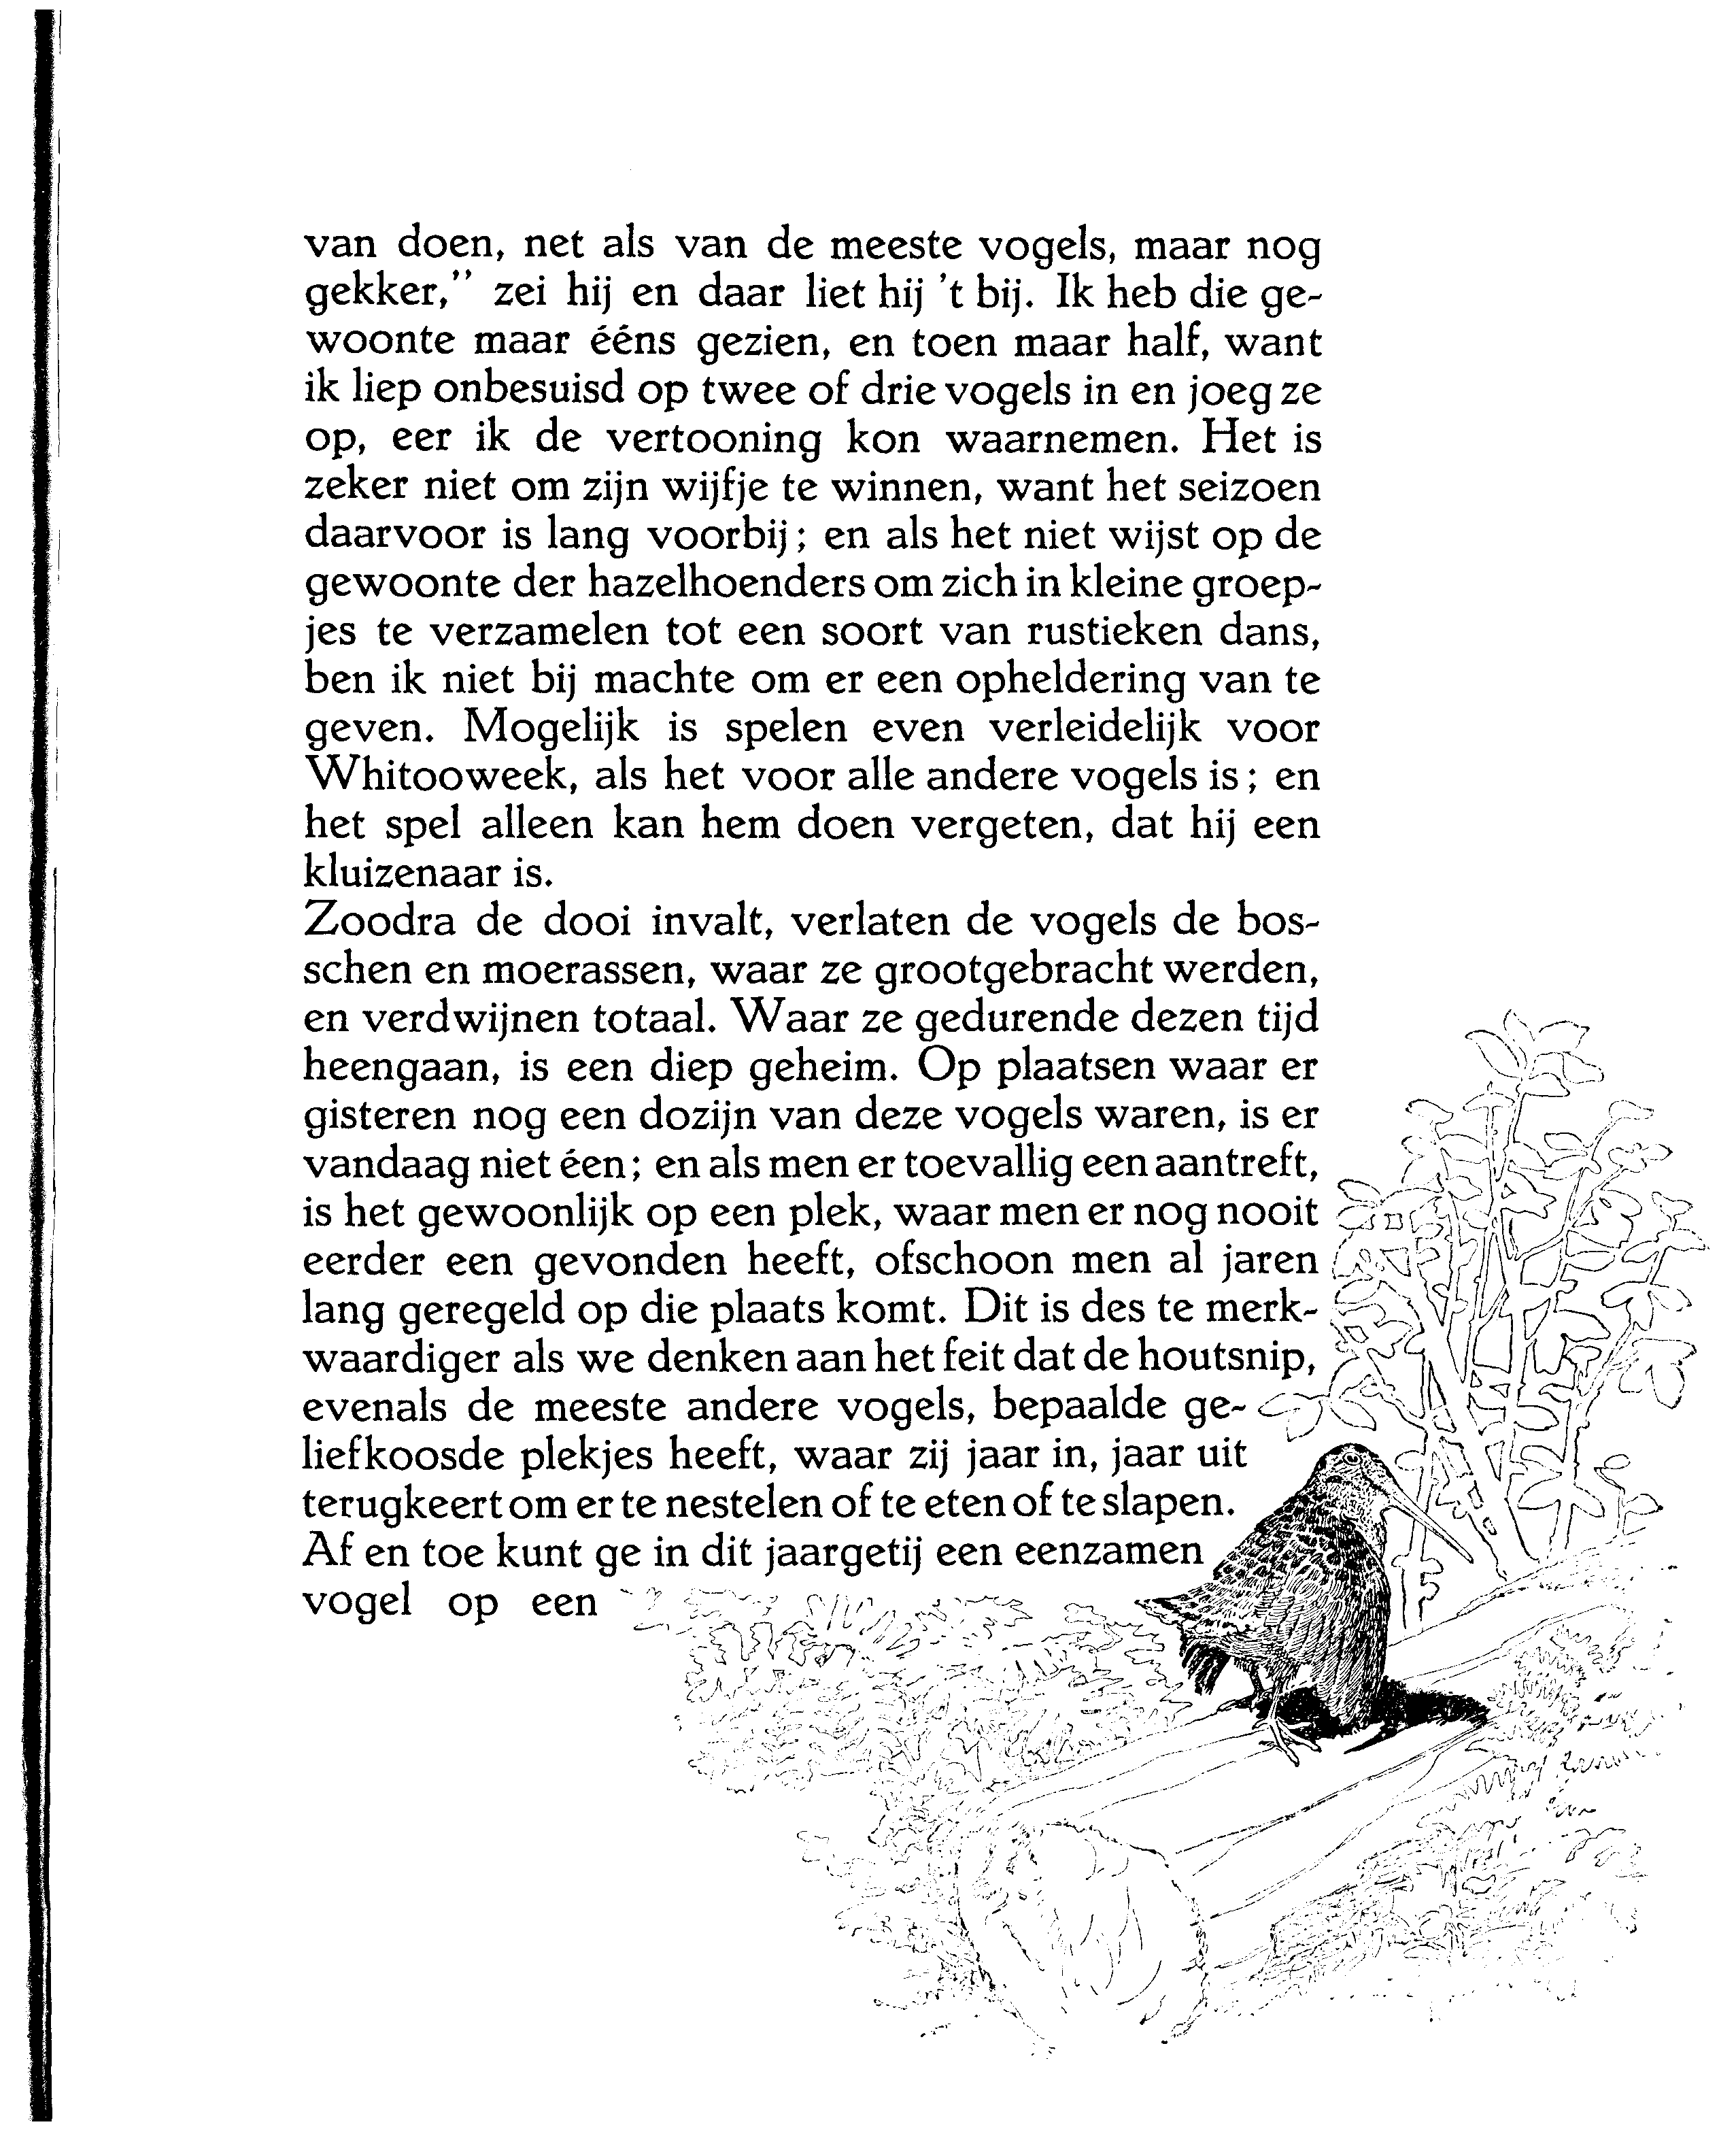 van doen, net als van de meeste vogels, maar nog
gekker,” zei hij en daar liet hij 't bij. Ik heb die ge-
woonte maar ééns gezien, en toen maar half, want
ik liep onbesuisd op twee of drie vogels in en joeg ze
op, eer ik de vertooning kon waarnemen. Het is
zeker niet om zijn wijfje te winnen, want het seizoen
daarvoor is lang voorbij; en als het niet wijst op de
gewoonte der hazelhoenders om zich in kleine groep-
jes te verzamelen tot een soort van rustieken dans,
ben ik niet bij machte om er een opheldering van te
geven. Mogelijk is spelen even verleidelijk voor
Whitooweek, als het voor alle andere vogels is; en
het spel alleen kan hem doen vergeten, dat hij een
kluizenaar is.
Zoodra de dooi invalt, verlaten de vogels de bos-
schen en moerassen, waar ze grootgebracht werden,
en verdwijnen totaal. Waar ze gedurende dezen tijd
heengaan, is een diep geheim. Op plaatsen waar er
gisteren nog een dozijn van deze vogels waren, is er
vandaag niet éen; en als men er toevallig een aantreft,
is het gewoonlijk op een plek, waar men er nog nooit
eerder een gevonden heeft, ofschoon men al jaren
lang geregeld op die plaats komt. Dit is des te merk-
waardiger als we denken aan het feit dat de houtsnip,
evenals de meeste andere vogels, bepaalde ge-
liefkoosde plekjes heeft, waar zij jaar in, jaar uit
terugkeert om er te nestelen of te eten of te slapen.
Af en toe kunt ge in dit jaargetij een eenzamen
vogel op een